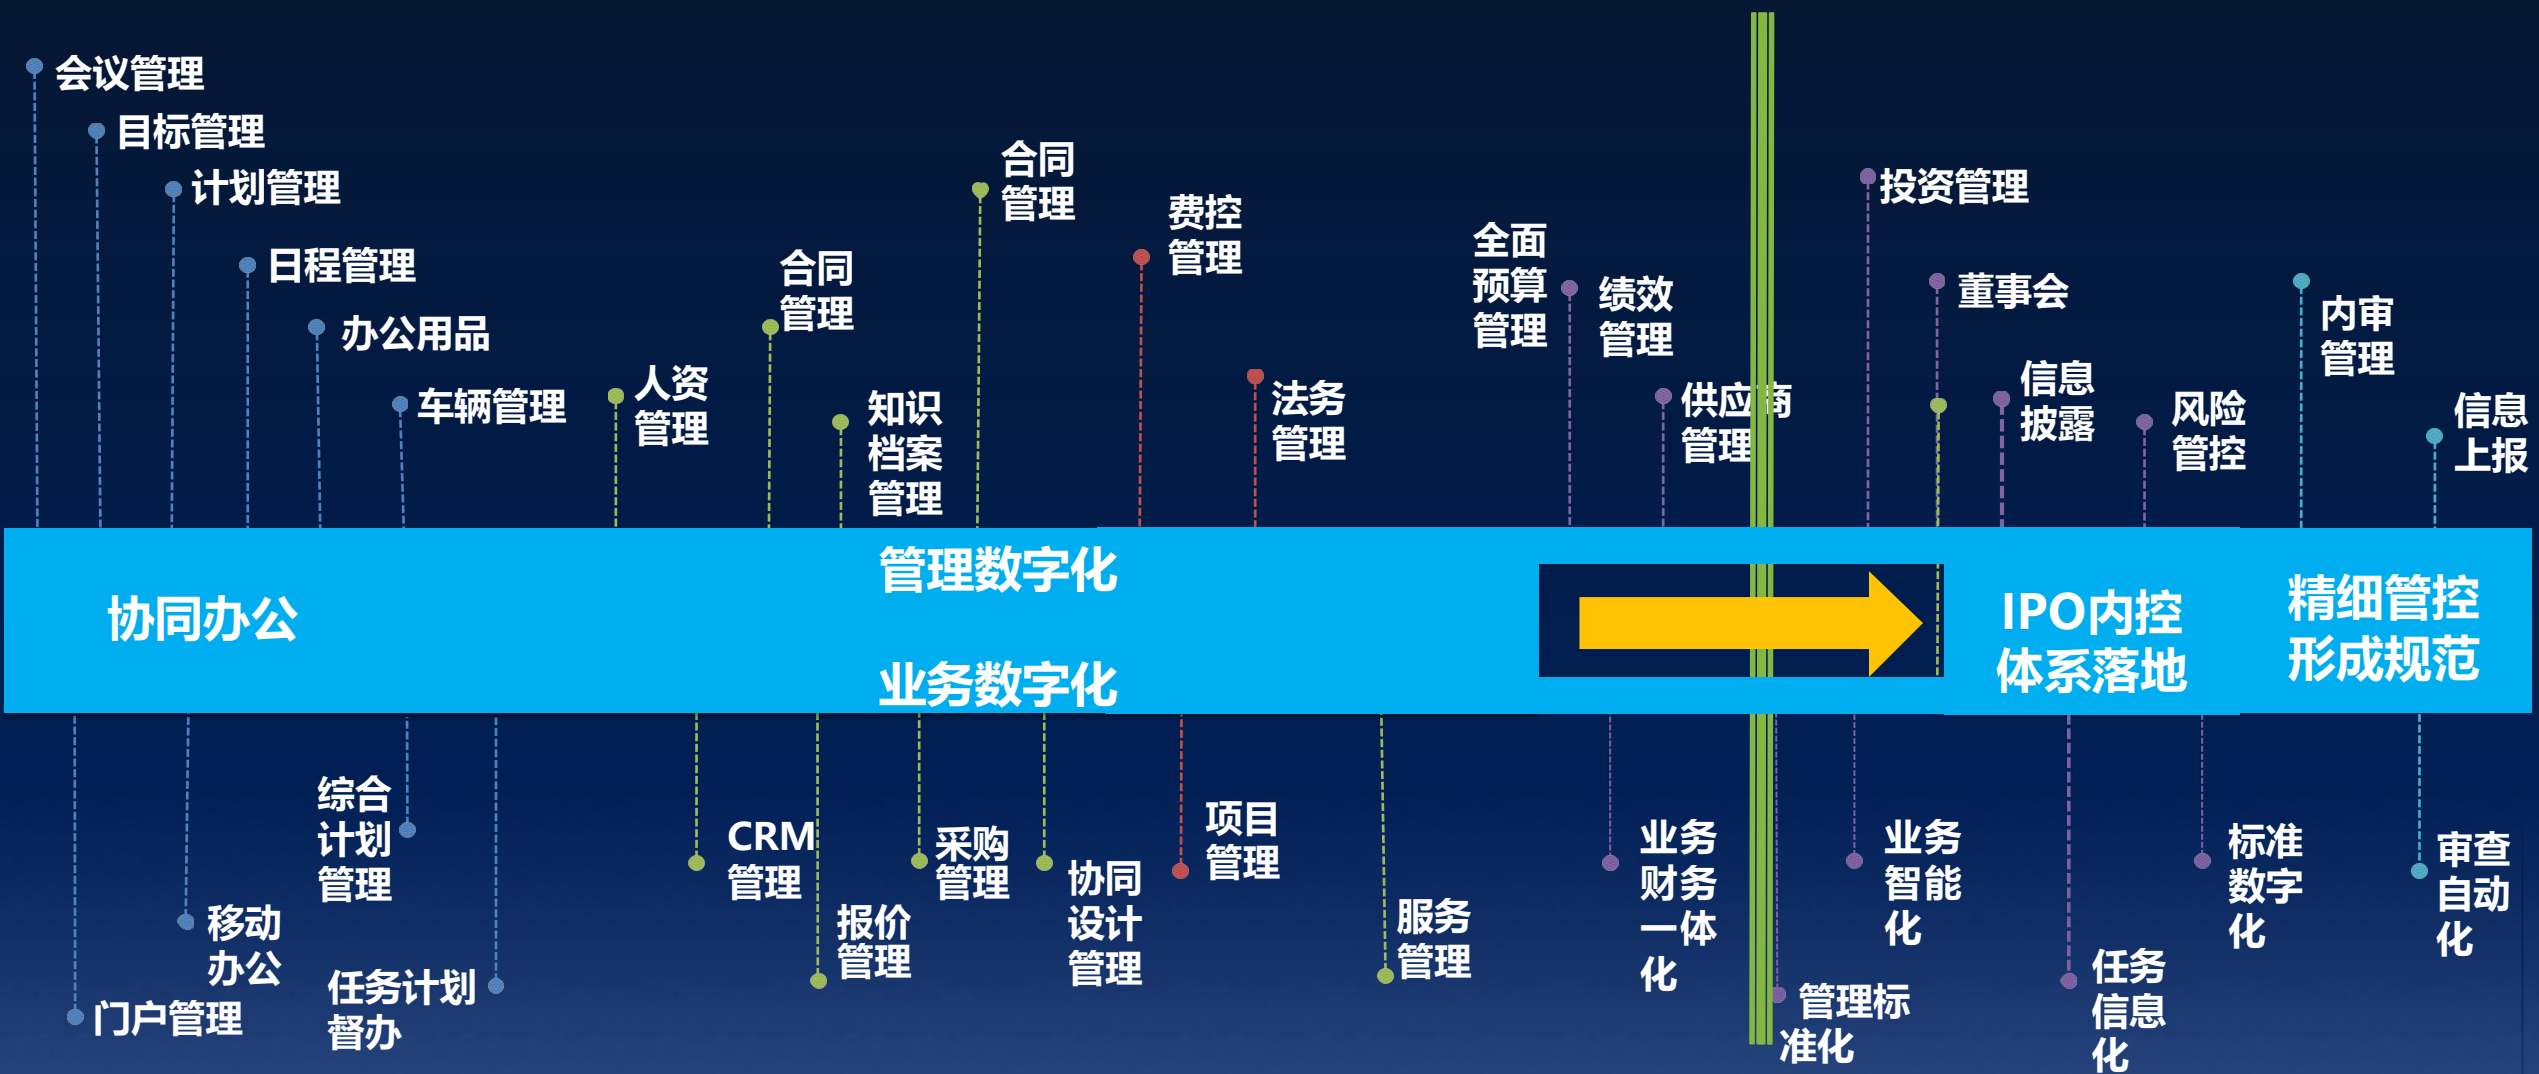 会议管理
目标管理
计划管理
日程管理
办公用品
车辆管理
人资
管理
合同
管理
知识
档案
管理
合同
管理
费控
管理
法务
管理
全面
预算
管理
绩效
管理
供应商
管理
投资管理
董事会
信息
披露
风险
管控
内审
管理
信息
上报
协同办公
管理数字化
业务数字化
IPO内控
体系落地
精细管控
形成规范
门户管理
移动
办公
综合
计划
管理
任务计划
督办
CRM
管理
报价
管理
采购
管理
协同
设计
管理
项目
管理
服务
管理
业务
财务
一体
化
管理标
准化
业务
智能
化
任务
信息
化
标准
数字
化
审查
自动
化